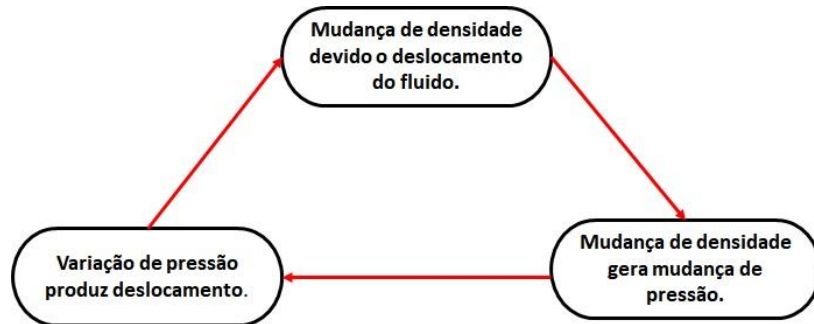 Mudança de densidade
devido o deslocamento
do fluido.
Variação de pressão
produz deslocamento.
Mudança de densidade
gera mudança de
pressão.